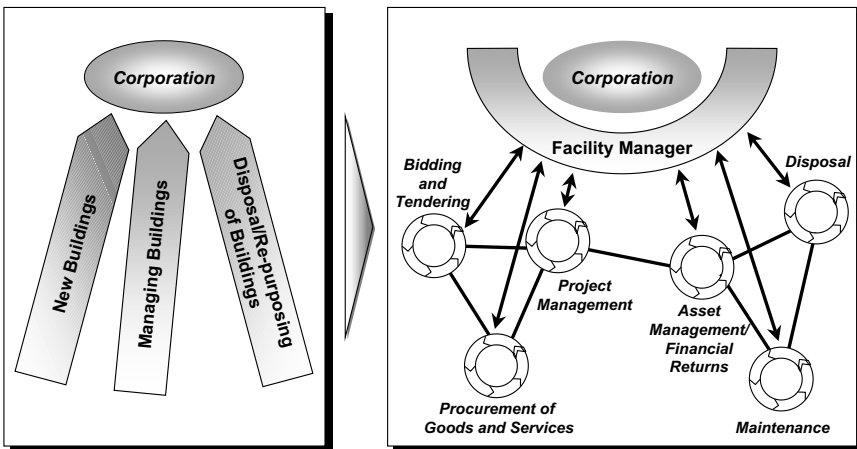 Corporation
New Buildings
Managing Buildings
Disposal/Re-purposing
of Buildings
Corporation
Facility Manager
Bidding
and
Tendering
Disposal
Project
Management
Asset
Management/
Financial
Returns
Procurement of
Goods and Services
Maintenance